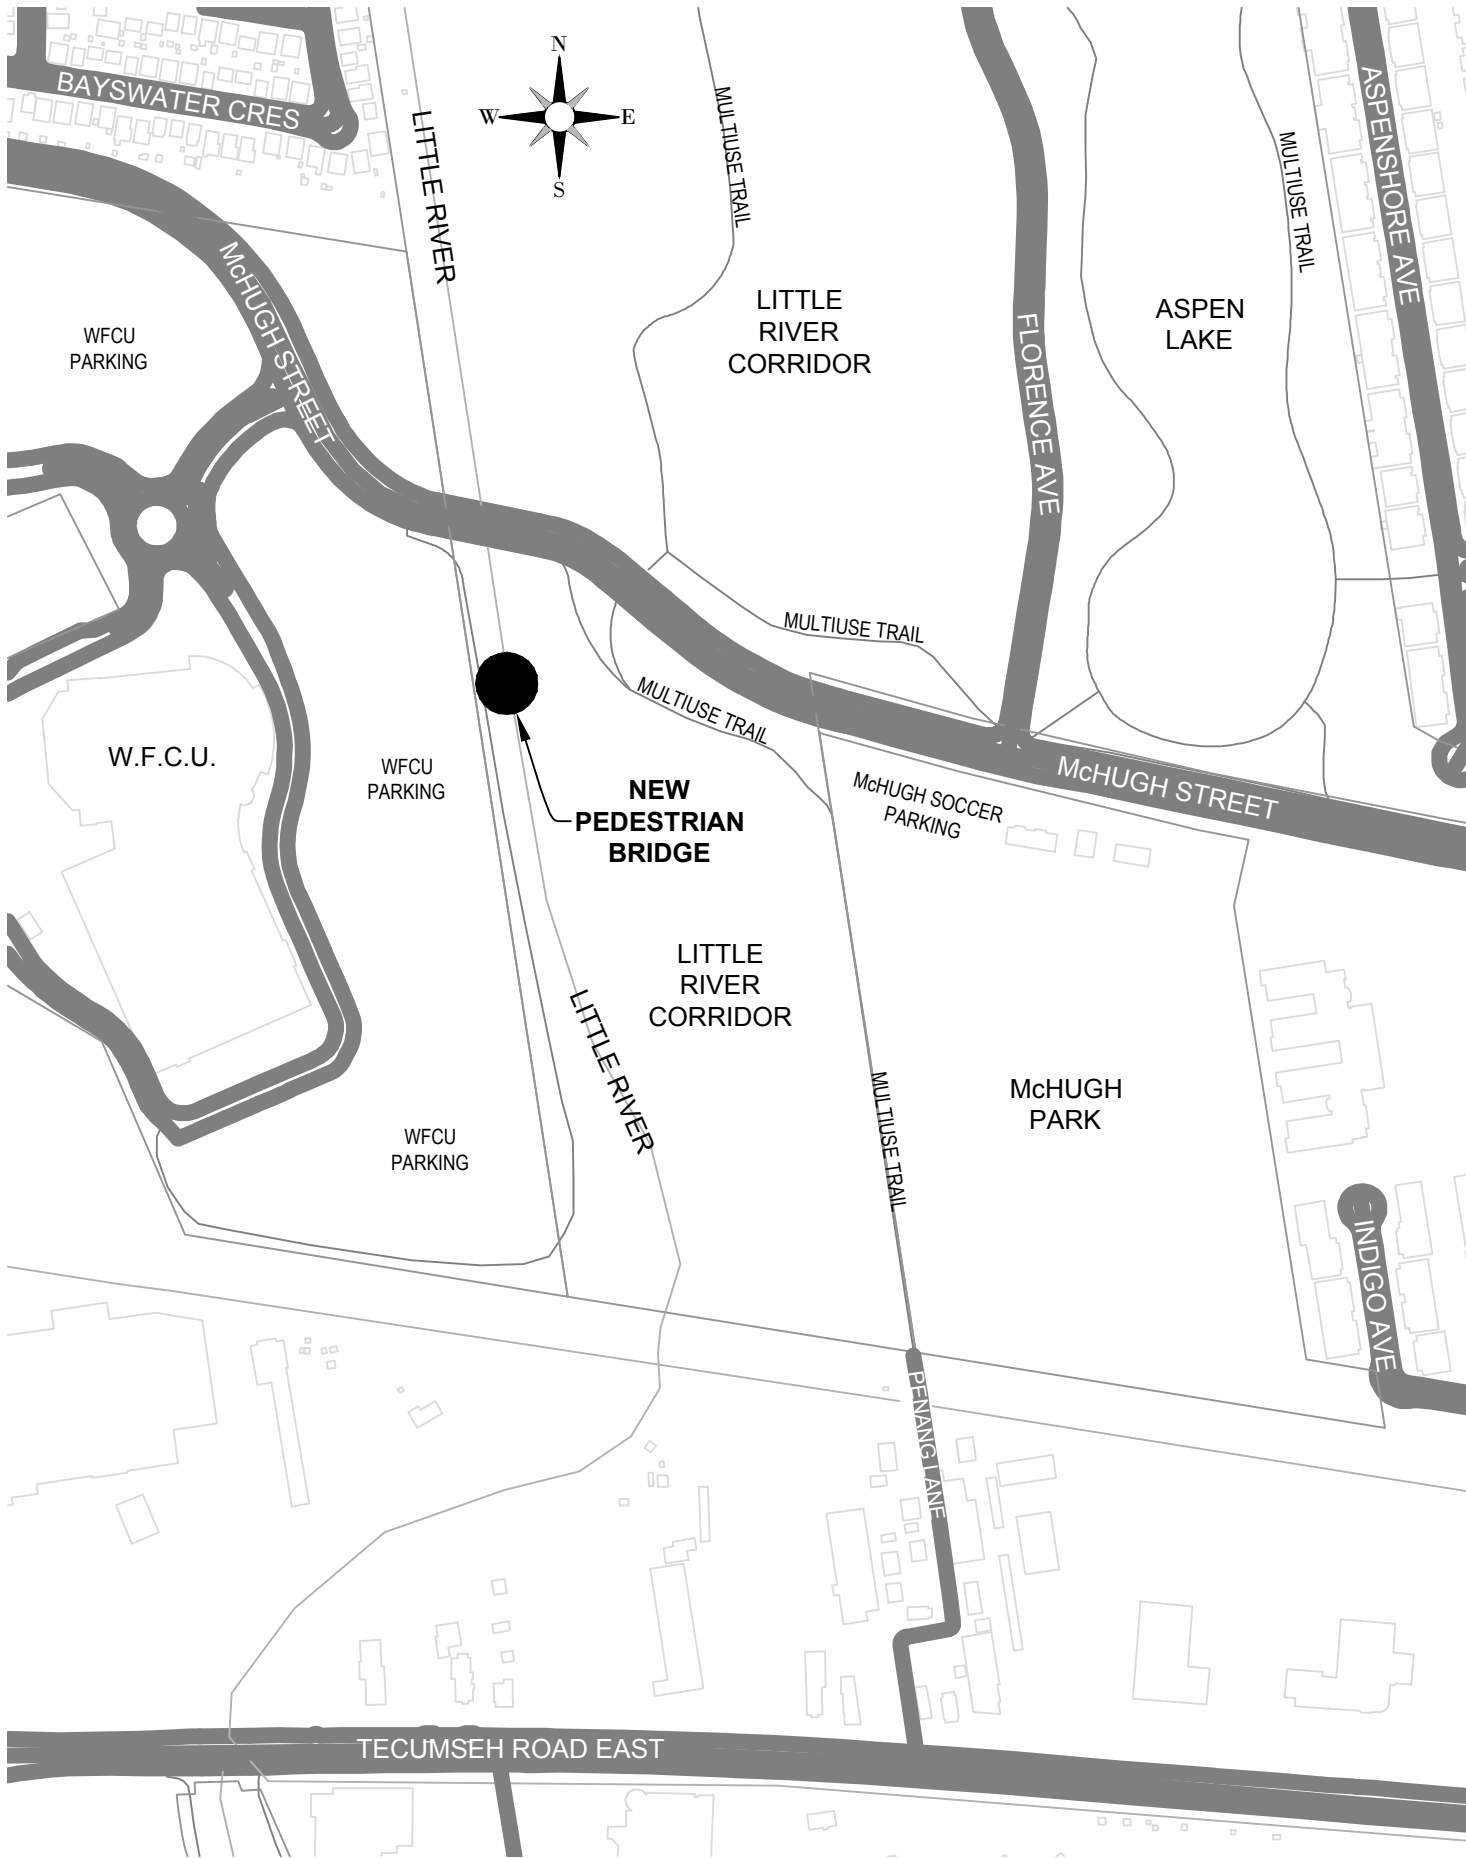 N
W
E
S
BAYSWATER CRES
LITTLE RIVER
MULTIUSE TRAIL
MULTIUSE TRAIL
ASPENSHORE AVE
McHUGH STREET
WFCU
PARKING
LITTLE
RIVER
CORRIDOR
FLORENCE AVE
ASPEN
LAKE
MULTIUSE TRAIL
MULTIUSE TRAIL
W.F.C.U.
WFCU
PARKING
NEW
PEDESTRIAN
BRIDGE
McHUGH SOCCER
PARKING
McHUGH STREET
LITTLE
RIVER
CORRIDOR
LITTLE RIVER
MULTIUSE TRAIL
McHUGH
PARK
WFCU
PARKING
INDIGO AVE
PENANG LANE
TECUMSEH ROAD EAST